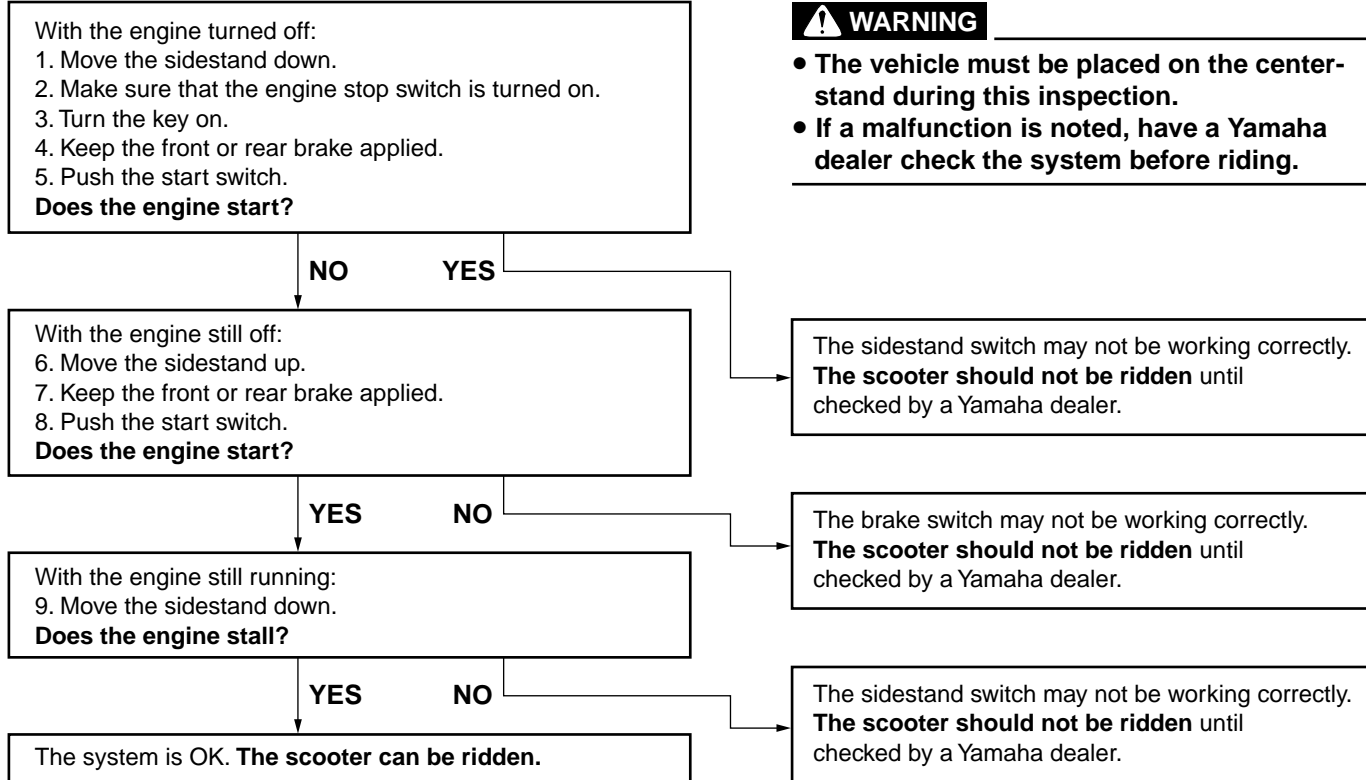 With the engine turned off:
1. Move the sidestand down.
2. Make sure that the engine stop switch is turned on.
3. Turn the key on.
4. Keep the front or rear brake applied.
5. Push the start switch.
Does the engine start?
WARNING
● The vehicle must be placed on the center-
stand during this inspection.
● If a malfunction is noted, have a Yamaha
dealer check the system before riding.
NO YES
With the engine still off:
6. Move the sidestand up.
7. Keep the front or rear brake applied.
8. Push the start switch.
Does the engine start?
The sidestand switch may not be working correctly.
The scooter should not be ridden until
checked by a Yamaha dealer.
YES NO
The brake switch may not be working correctly.
The scooter should not be ridden until
checked by a Yamaha dealer.
With the engine still running:
9. Move the sidestand down.
Does the engine stall?
YES NO
The sidestand switch may not be working correctly.
The scooter should not be ridden until
checked by a Yamaha dealer.
The system is OK. The scooter can be ridden.